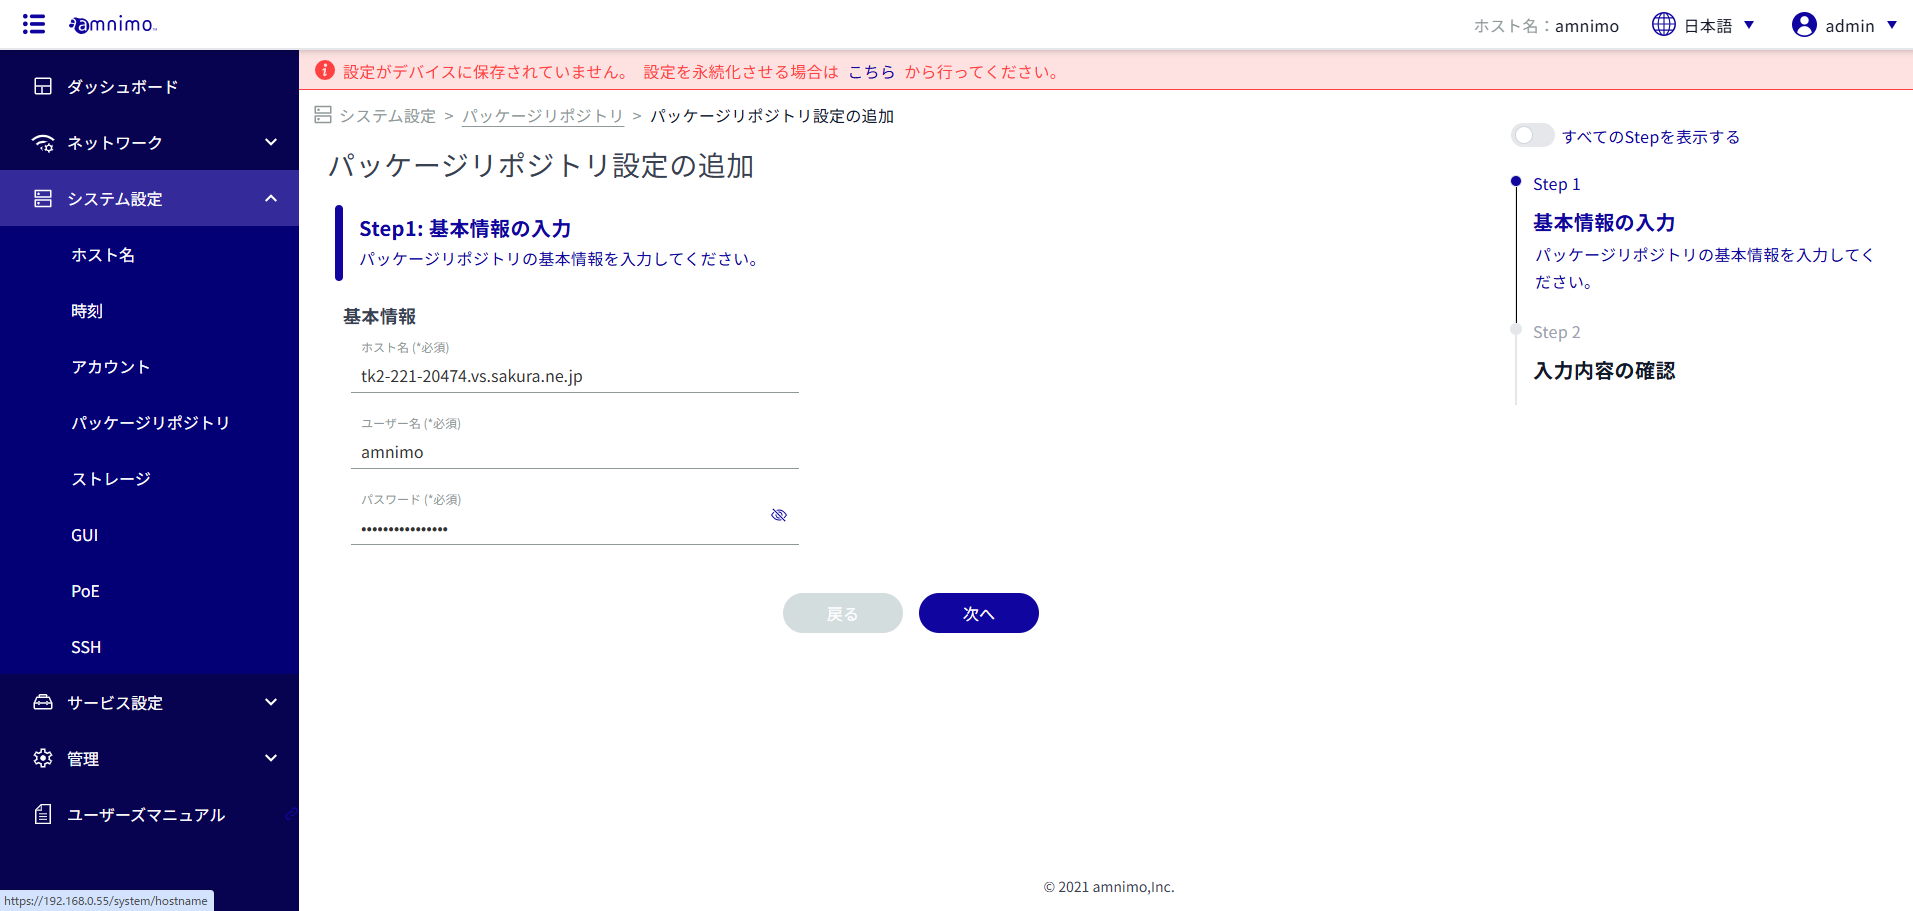 amnimo
ホスト名：amnimo
日本語
admin
ダッシュボード
ネットワーク
システム設定
ホスト名
時刻
アカウント
パッケージリポジトリ
ストレージ
GUI
PoE
SSH
サービス設定
管理
ユーザーズマニュアル
https://192.168.0.55/system/hostname
設定がデバイスに保存されていません。 設定を永続化させる場合は こちら から行ってください。
システム設定 > パッケージリポジトリ > パッケージリポジトリ設定の追加
パッケージリポジトリ設定の追加
Step1: 基本情報の入力
パッケージリポジトリの基本情報を入力してください。
基本情報
ホスト名 (*必須)
tk2-221-20474.vs.sakura.ne.jp
ユーザー名 (*必須)
amnimo
パスワード (*必須)
••••••••••••••••
戻る
次へ
すべてのStepを表示する
Step 1
基本情報の入力
パッケージリポジトリの基本情報を入力してく
ださい。
Step 2
入力内容の確認
© 2021 amnimo,Inc.